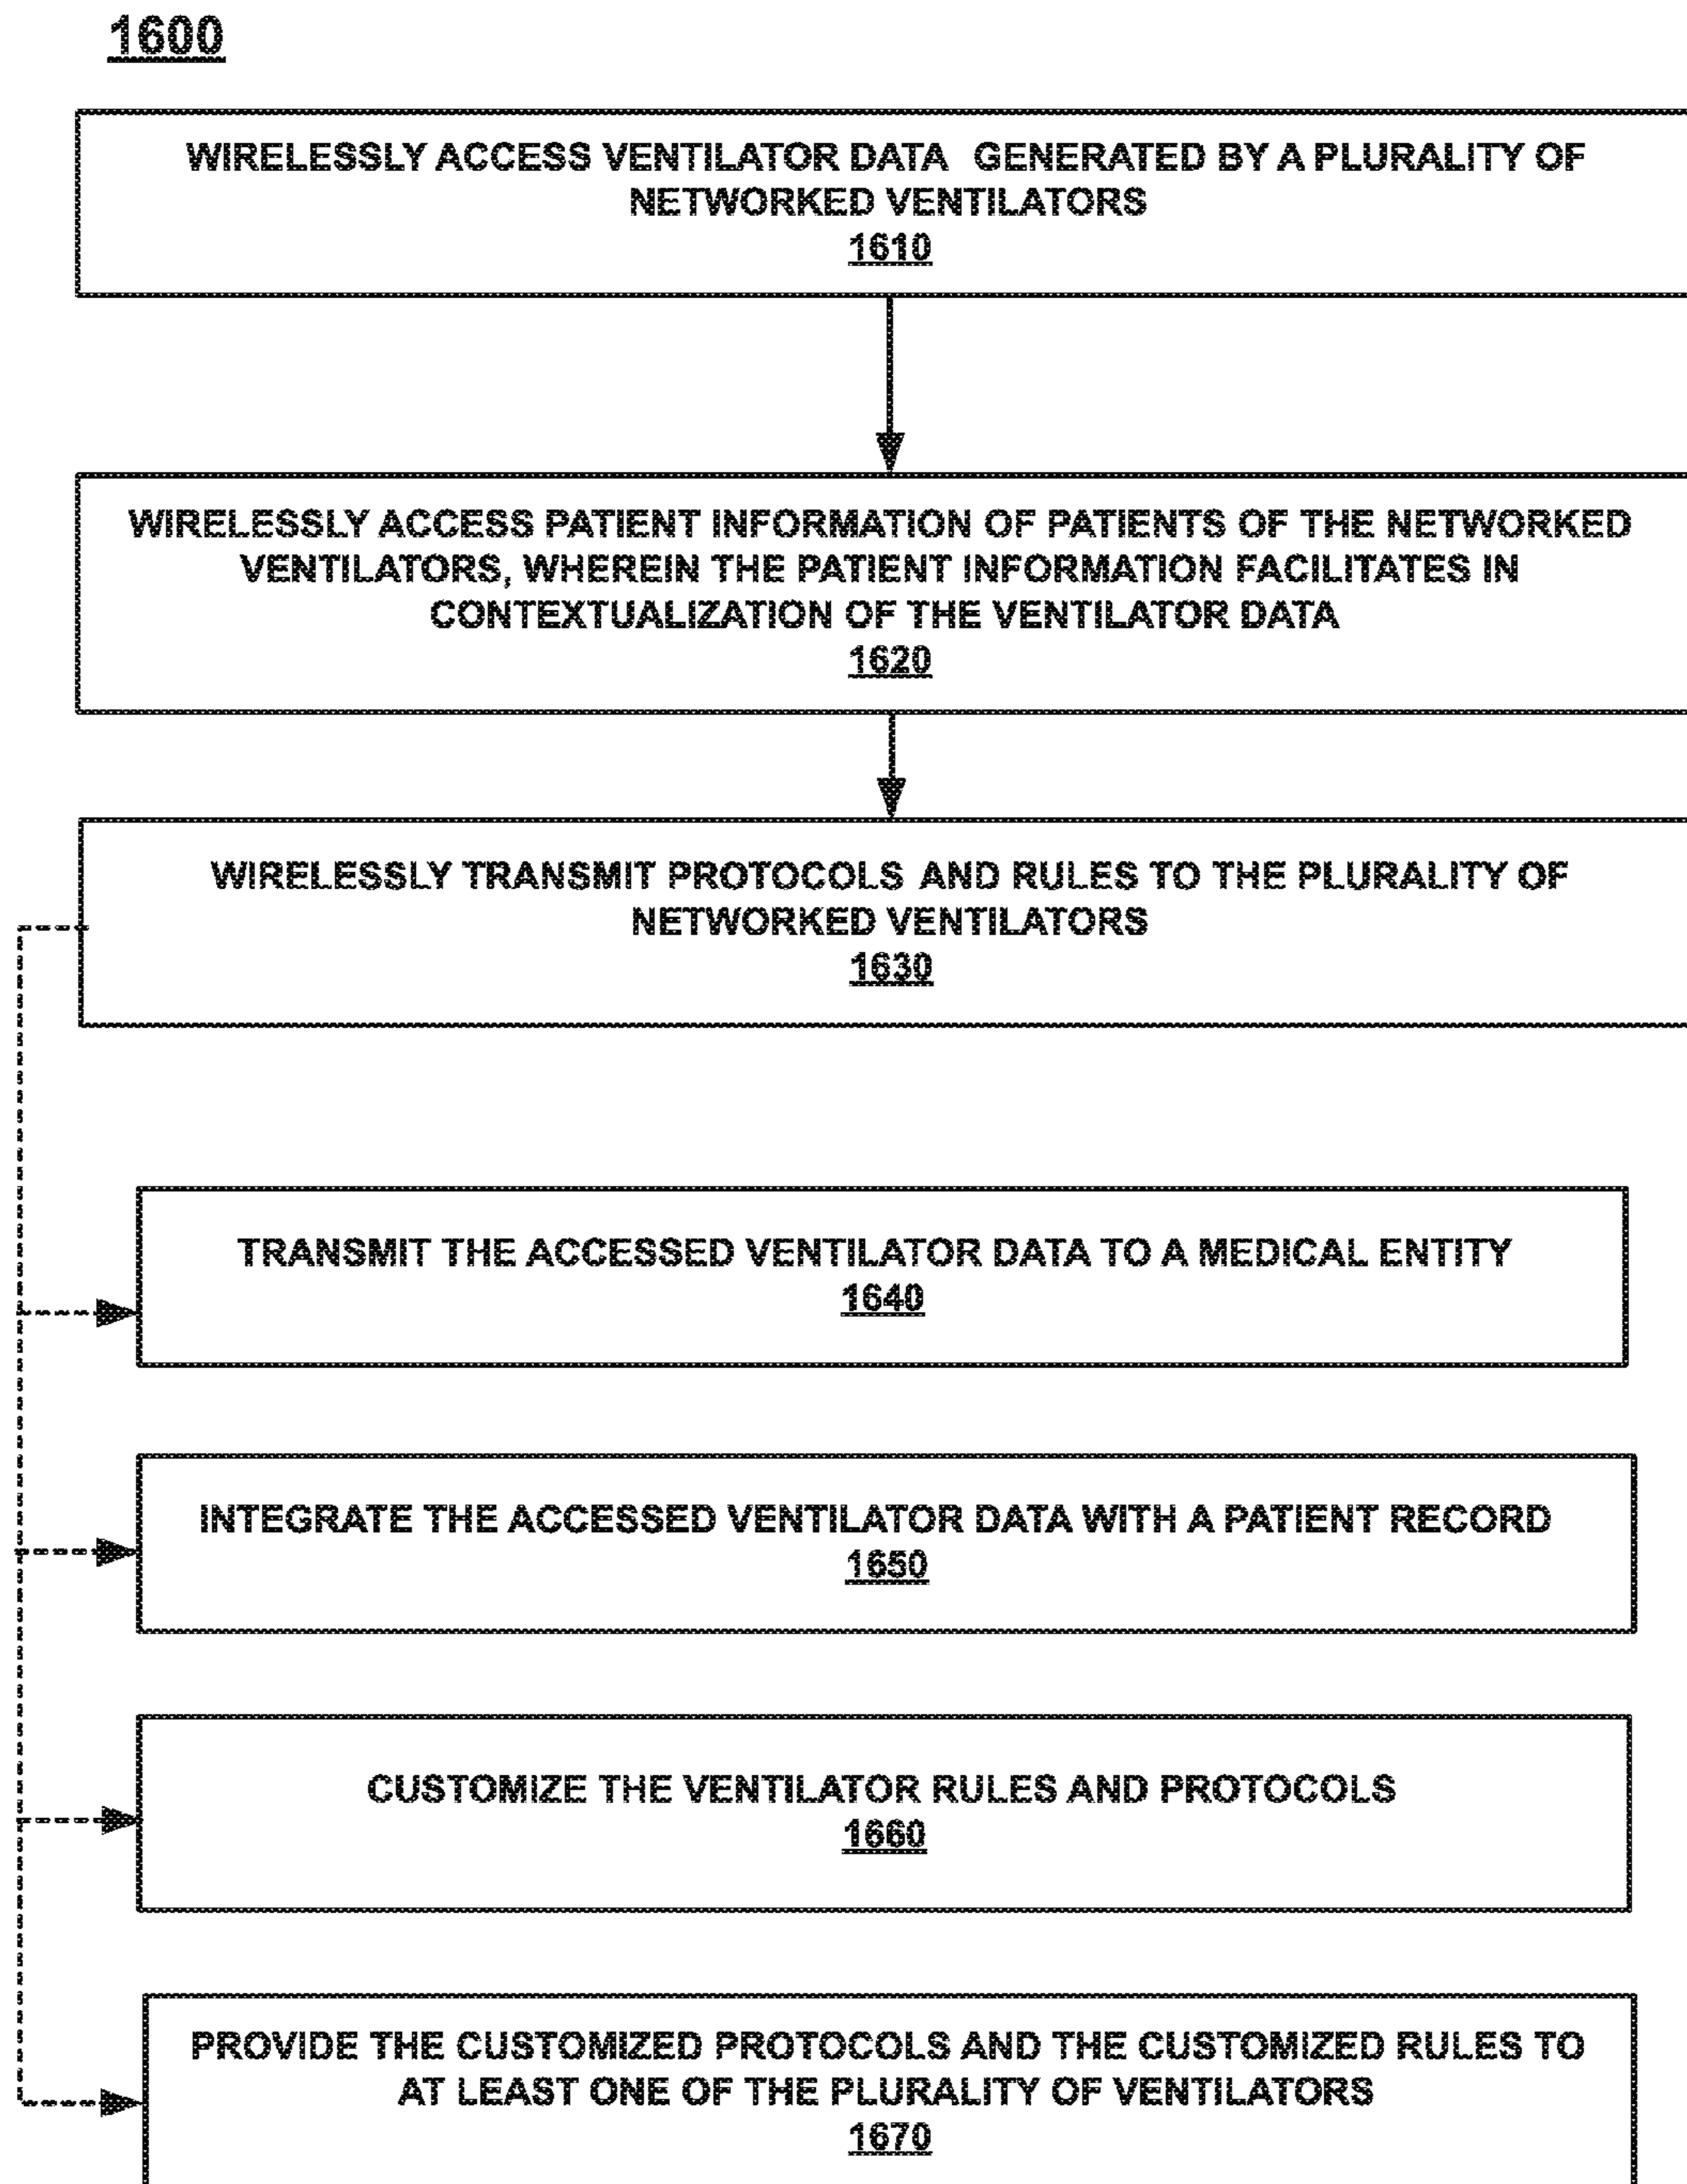 1600
WIRELESSLY ACCESS VENTILATOR DATA GENERATED BY A PLURALITY OF
NETWORKED VENTILATORS
1610
WIRELESSLY ACCESS PATIENT INFORMATION OF PATIENTS OF THE NETWORKED
VENTILATORS, WHEREIN THE PATIENT INFORMATION FACILITATES IN
CONTEXTUALIZATION OF THE VENTILATOR DATA
1620
WIRELESSLY TRANSMIT PROTOCOLS AND RULES TO THE PLURALITY OF
NETWORKED VENTILATORS
1630
TRANSMIT THE ACCESSED VENTILATOR DATA TO A MEDICAL ENTITY
1640
INTEGRATE THE ACCESSED VENTILATOR DATA WITH A PATIENT RECORD
1650
CUSTOMIZE THE VENTILATOR RULES AND PROTOCOLS
1660
PROVIDE THE CUSTOMIZED PROTOCOLS AND THE CUSTOMIZED RULES TO
AT LEAST ONE OF THE PLURALITY OF VENTILATORS
1670